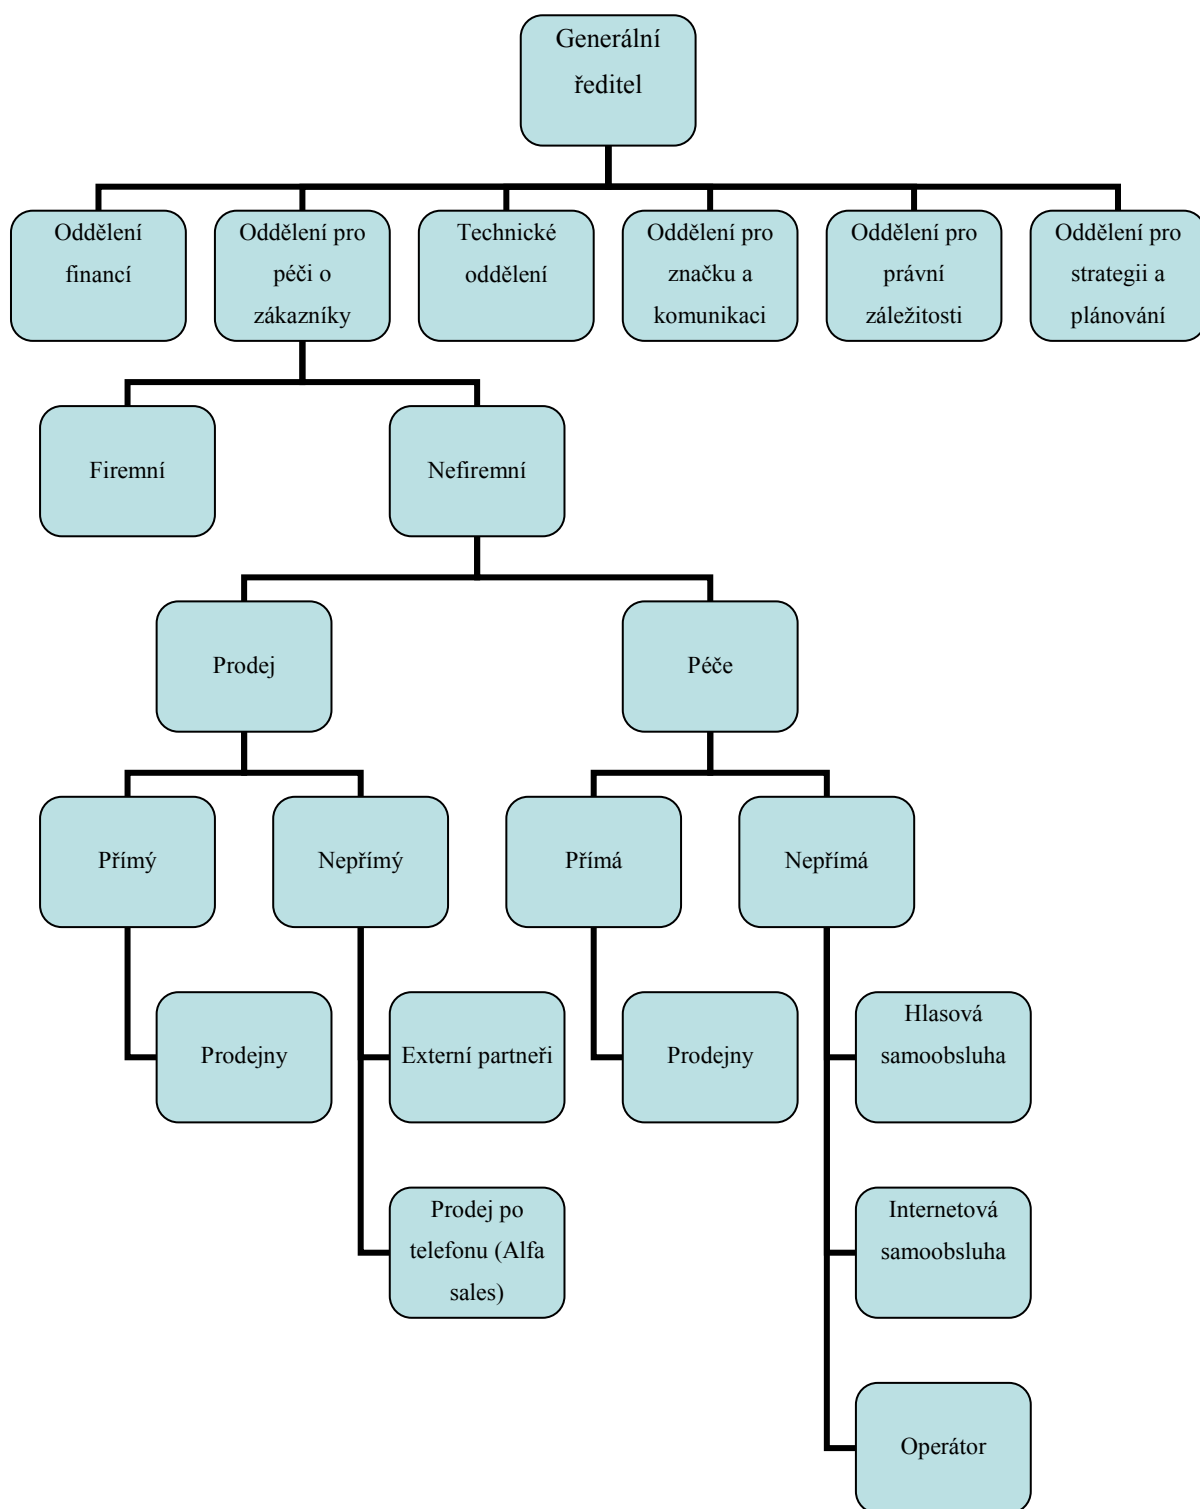 Generální
ředitel
Oddělení
financí
Oddělení pro
péči o
zákazníky
Technické
oddělení
Oddělení pro
značku a
komunikaci
Oddělení pro
právní
záležitosti
Oddělení pro
strategii a
plánování
Firemní
Nefiremní
Prodej
Péče
Přímý
Nepřímý
Přímá
Nepřímá
Prodejny
Externí partneři
Prodejny
Hlasová
samoobsluha
Prodej po
telefonu (Alfa
sales)
Internetová
samoobsluha
Operátor